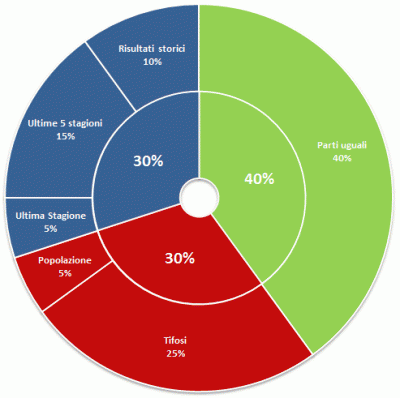 Risultati storici
10%
Ultime 5 stagioni
15%
30%
Parti uguali
40%
40%
Ultima Stagione
5%
Popolazione
5%
30%
Tifosi
25%